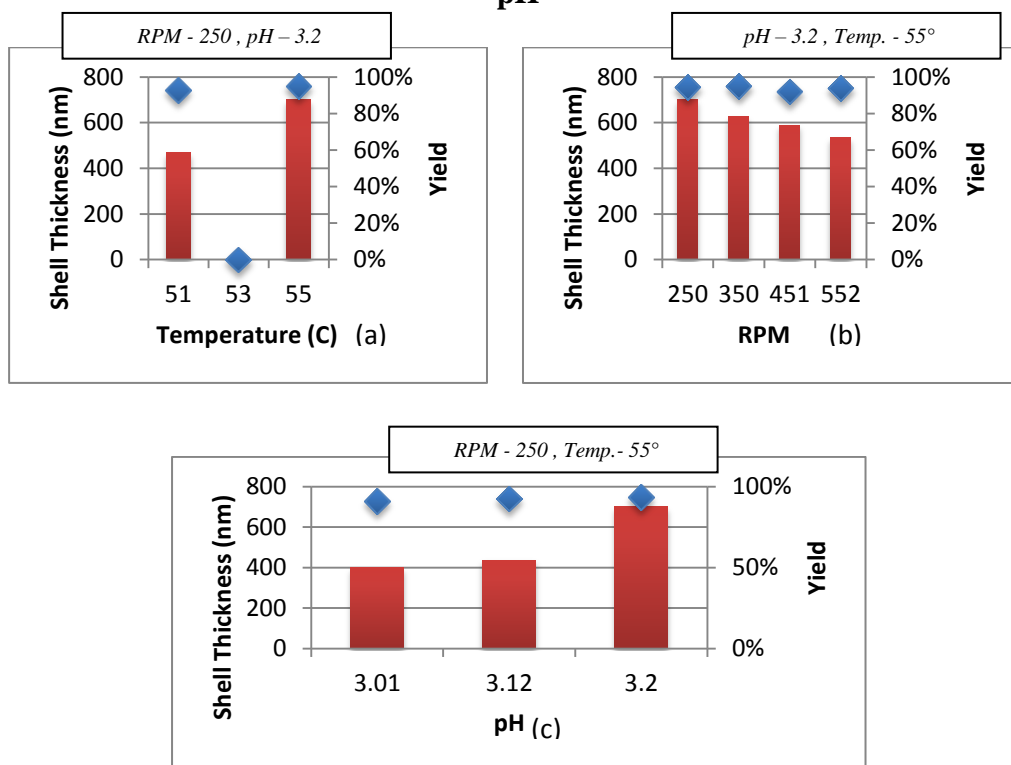 pH
RPM - 250 , pH – 3.2
Shell Thickness (nm)
800
600
400
200
0
100%
80%
60%
40%
20%
0%
Yield
51 53 55
Temperature (C) (a)
pH – 3.2 , Temp. - 55°
Shell Thickness (nm)
800
600
400
200
0
100%
80%
60%
40%
20%
0%
Yield
250 350 451 552
RPM (b)
RPM - 250 , Temp.- 55°
Shell Thickness (nm)
800
600
400
200
0
100%
50%
0%
Yield
3.01 3.12 3.2
pH (c)